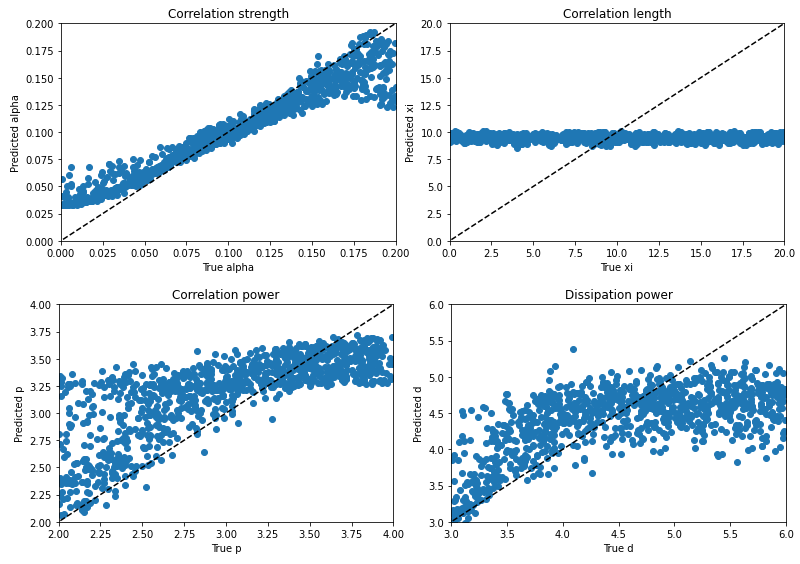 Correlation strength
Predicted alpha
0.200
0.175
0.150
0.125
0.100
0.075
0.050
0.025
0.000
0.000 0.025 0.050 0.075 0.100 0.125 0.150 0.175 0.200
True alpha
Correlation length
Predicted xi
20.0
17.5
15.0
12.5
10.0
7.5
5.0
2.5
0.0
0.0 2.5 5.0 7.5 10.0 12.5 15.0 17.5 20.0
True xi
Correlation power
Predicted p
4.00
3.75
3.50
3.25
3.00
2.75
2.50
2.25
2.00
2.00 2.25 2.50 2.75 3.00 3.25 3.50 3.75 4.00
True p
Dissipation power
Predicted d
6.0
5.5
5.0
4.5
4.0
3.5
3.0
3.0 3.5 4.0 4.5 5.0 5.5 6.0
True d